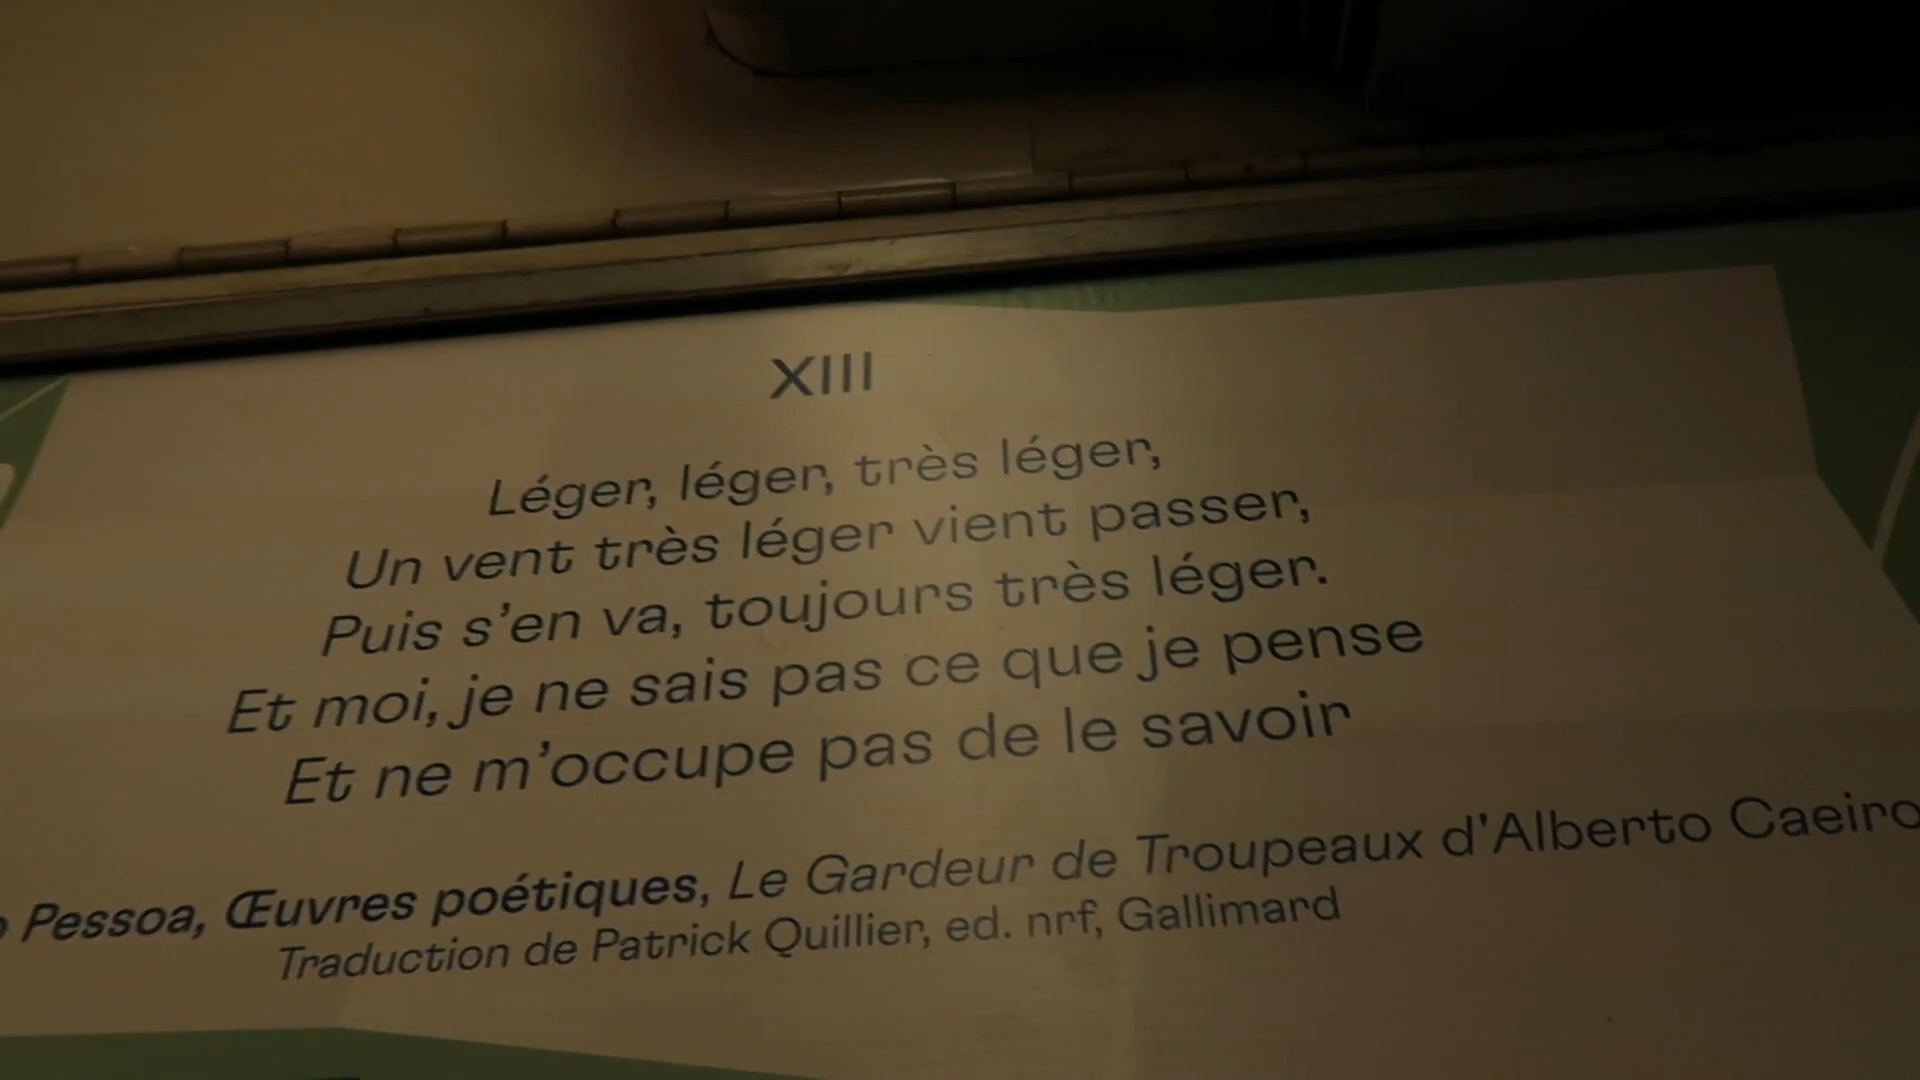 XIII
Léger, léger, très léger,
Un vent très léger vient passer,
Puis s'en va, toujours très léger.
Et moi, je ne sais pas ce que je pense
Et ne m'occupe pas de le savoir
Pessoa, Œuvres poétiques, Le Gardeur de Troupeaux d'Alberto Caeiro
Traduction de Patrick Quillier, ed. nrf, Gallimard